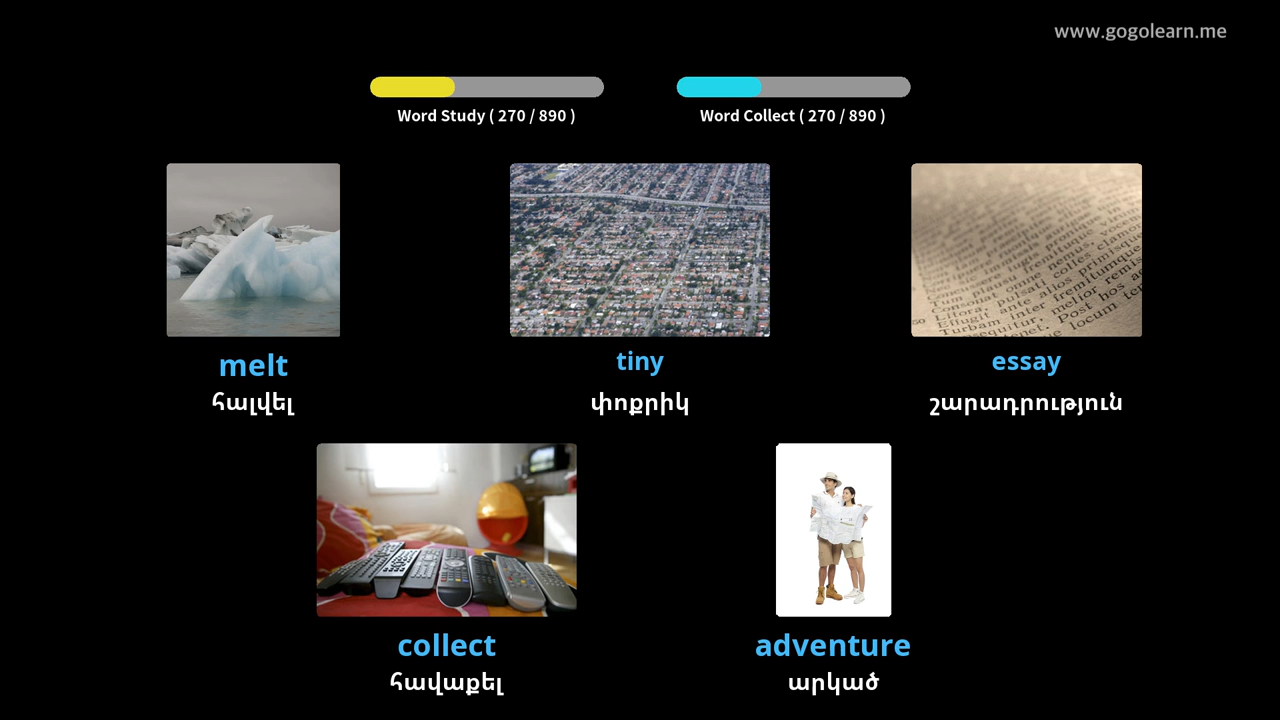 www.gogolearn.me
Word Study ( 270 / 890 )
Word Collect ( 270 / 890 )
melt
հալվել
tiny
փոքրիկ
essay
շարադրություն
collect
հավաքել
adventure
արկած